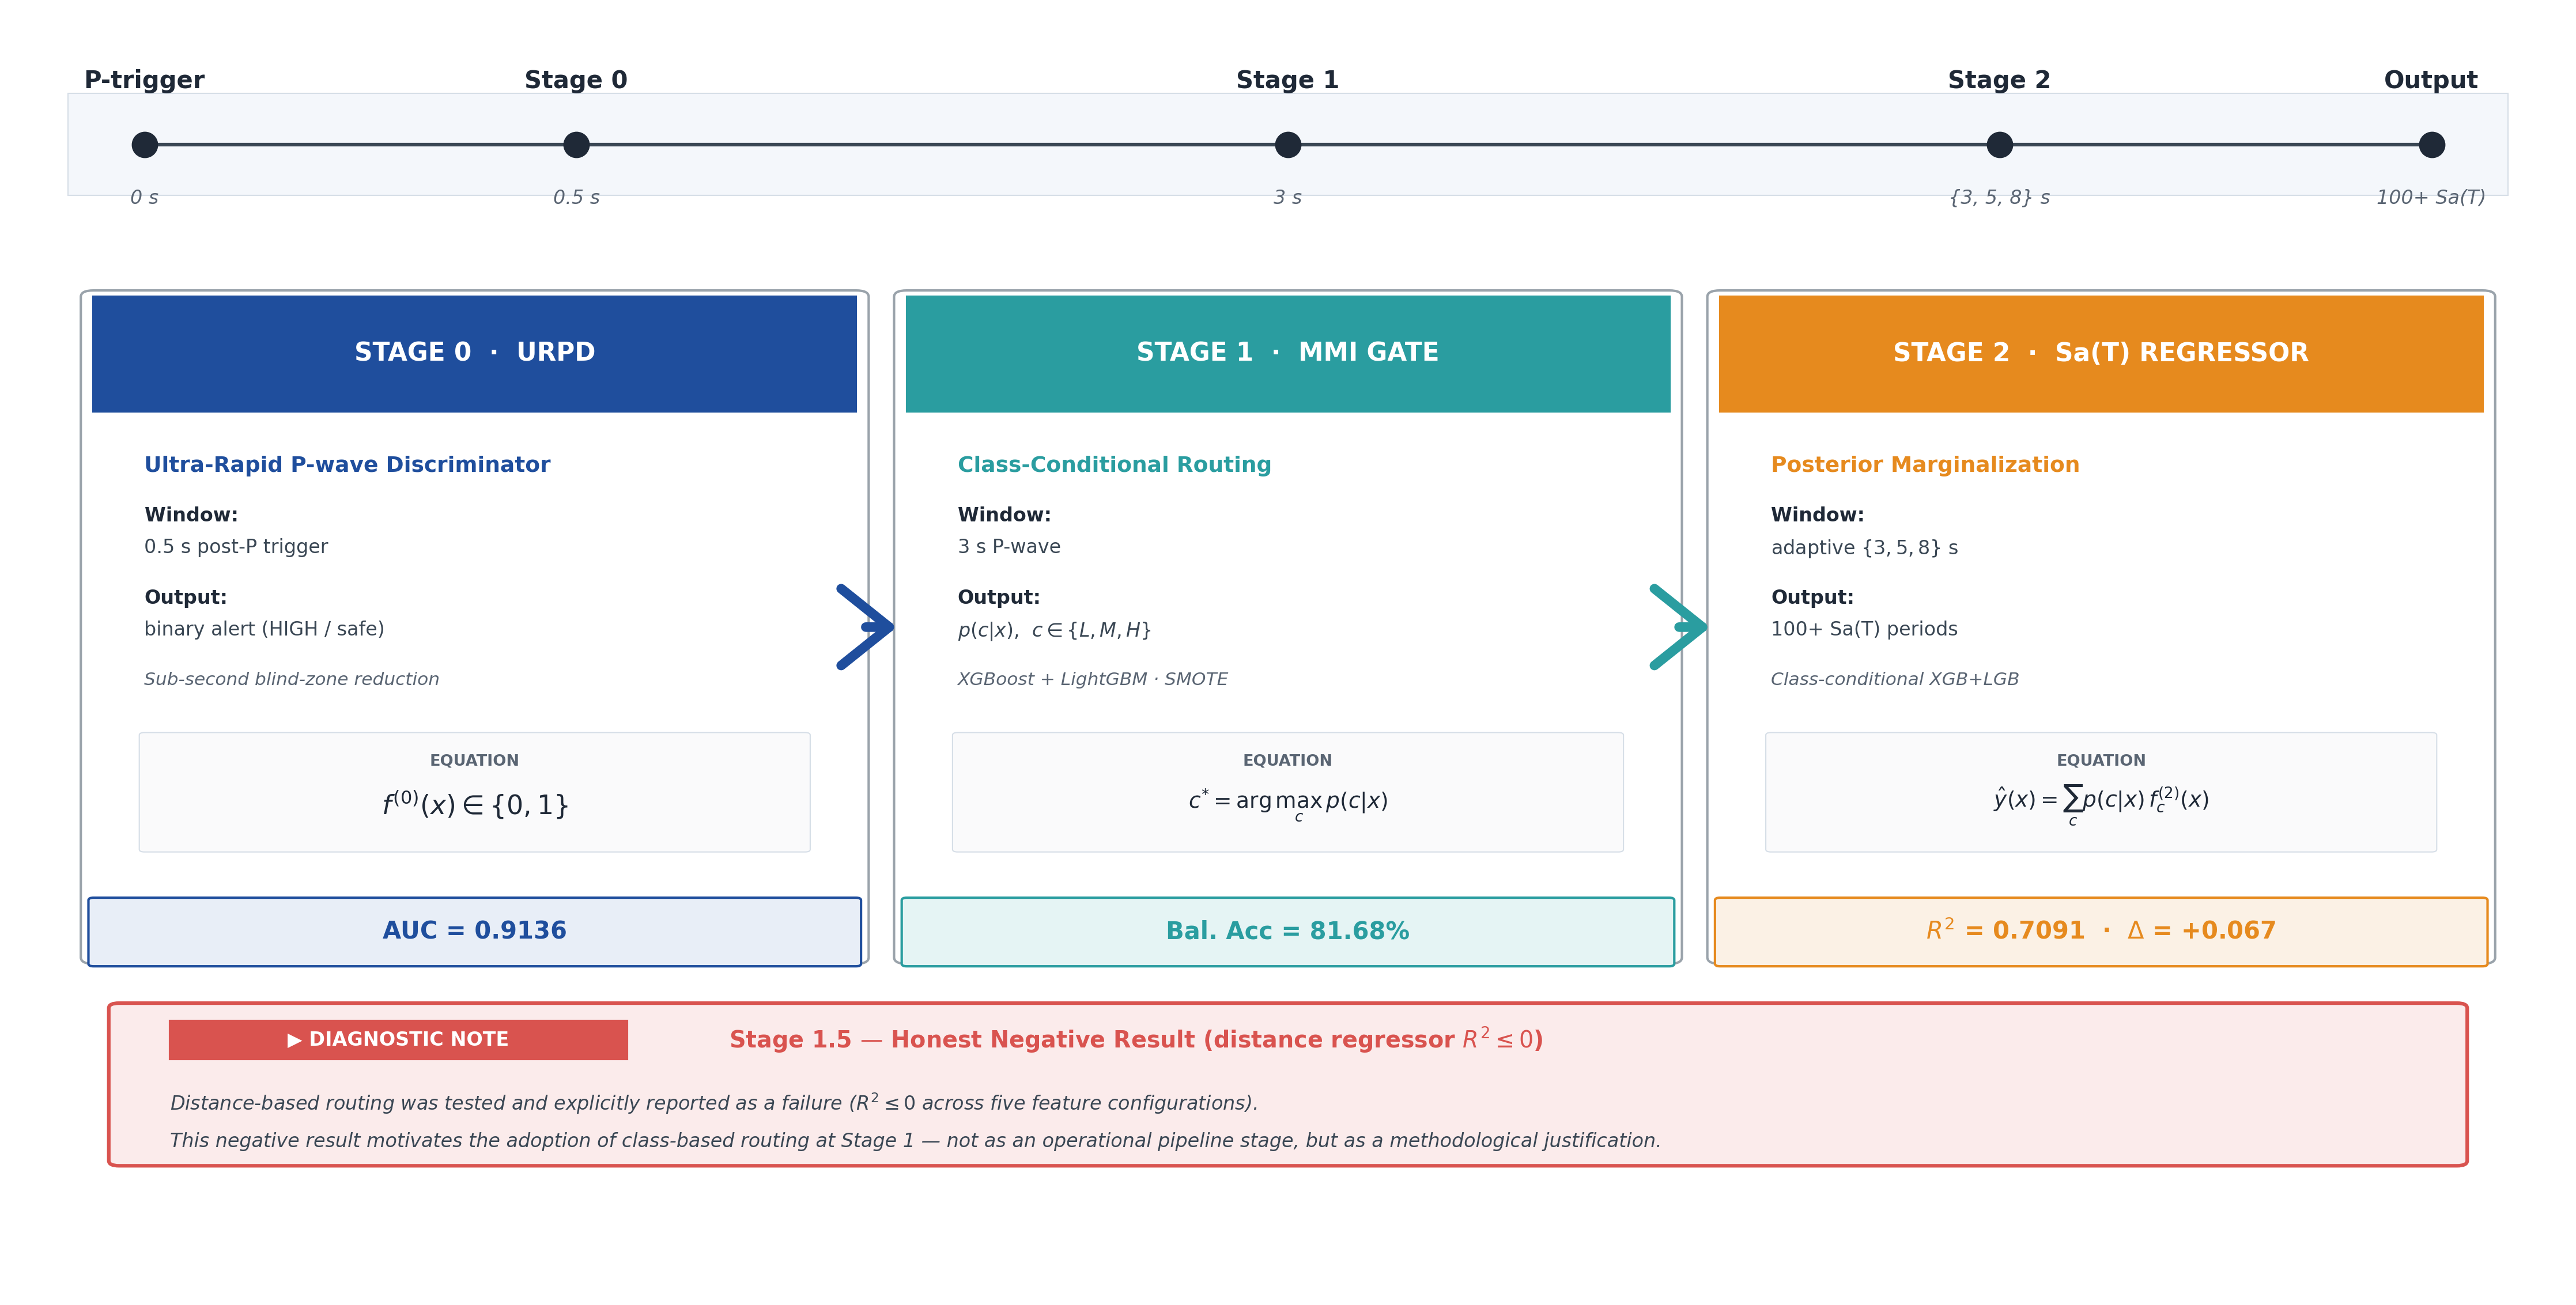 P-trigger
Stage 0
Stage 1
Stage 2
Output
0 s
0.5 s
3 s
{3, 5, 8} s
100+ Sa(T)
STAGE 0 · URPD
Ultra-Rapid P-wave Discriminator
Window:
0.5 s post-P trigger
Output:
binary alert (HIGH / safe)
Sub-second blind-zone reduction
EQUATION
f^(0)(x) ∈ {0, 1}
AUC = 0.9136
STAGE 1 · MMI GATE
Class-Conditional Routing
Window:
3 s P-wave
Output:
p(c|x), c ∈ {L, M, H}
XGBoost + LightGBM · SMOTE
EQUATION
c* = arg max_c p(c|x)
Bal. Acc = 81.68%
STAGE 2 · Sa(T) REGRESSOR
Posterior Marginalization
Window:
adaptive {3, 5, 8} s
Output:
100+ Sa(T) periods
Class-conditional XGB+LGB
EQUATION
ŷ(x) = ∑_c p(c|x) f_c^(2)(x)
R² = 0.7091 · Δ = +0.067
▶ DIAGNOSTIC NOTE
Stage 1.5 — Honest Negative Result (distance regressor R² ≤ 0)
Distance-based routing was tested and explicitly reported as a failure (R² ≤ 0 across five feature configurations).
This negative result motivates the adoption of class-based routing at Stage 1 — not as an operational pipeline stage, but as a methodological justification.